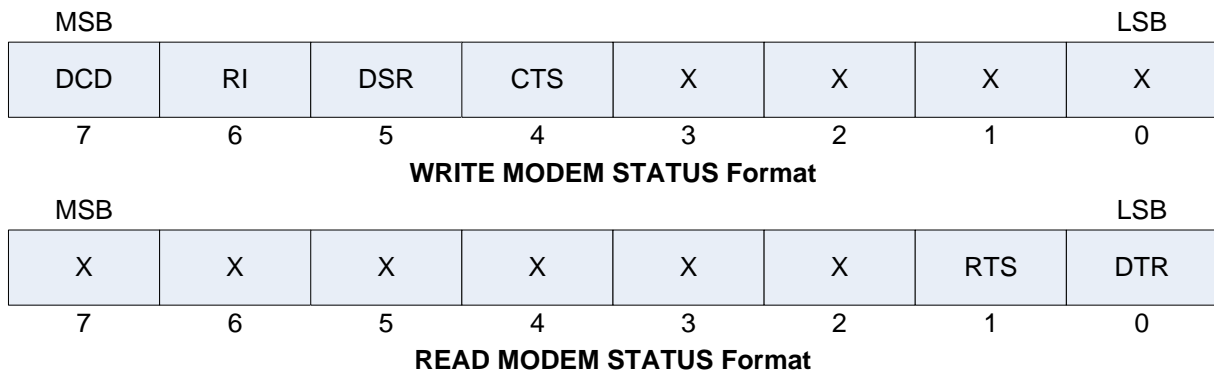 MSB LSB
DCD RI DSR CTS X X X X
7 6 5 4 3 2 1 0
WRITE MODEM STATUS Format
MSB LSB
X X X X X X RTS DTR
7 6 5 4 3 2 1 0
READ MODEM STATUS Format